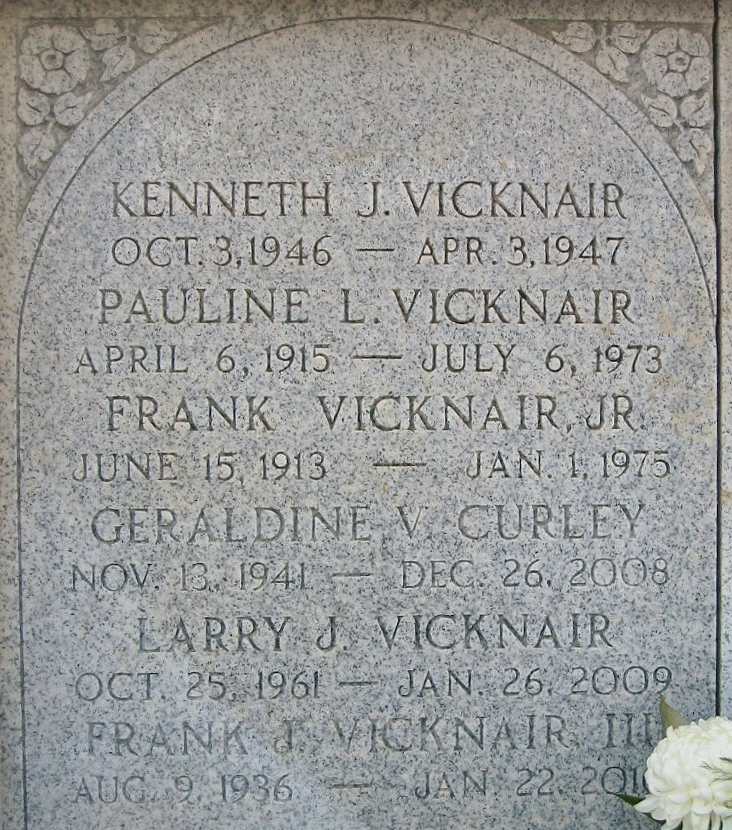 KENNETH J. VICKNAIR
OCT. 3, 1946 — APR. 3, 1947
PAULINE L. VICKNAIR
APRIL 6, 1915 — JULY 6, 1973
FRANK VICKNAIR, JR.
JUNE 15, 1913 — JAN. 1, 1975
GERALDINE V. CURLEY
NOV. 13, 1941 — DEC. 26, 2008
LARRY J. VICKNAIR
OCT. 25, 1961 — JAN. 26, 2009
FRANK J. VICKNAIR III
AUG. 9, 1936 — JAN. 22,